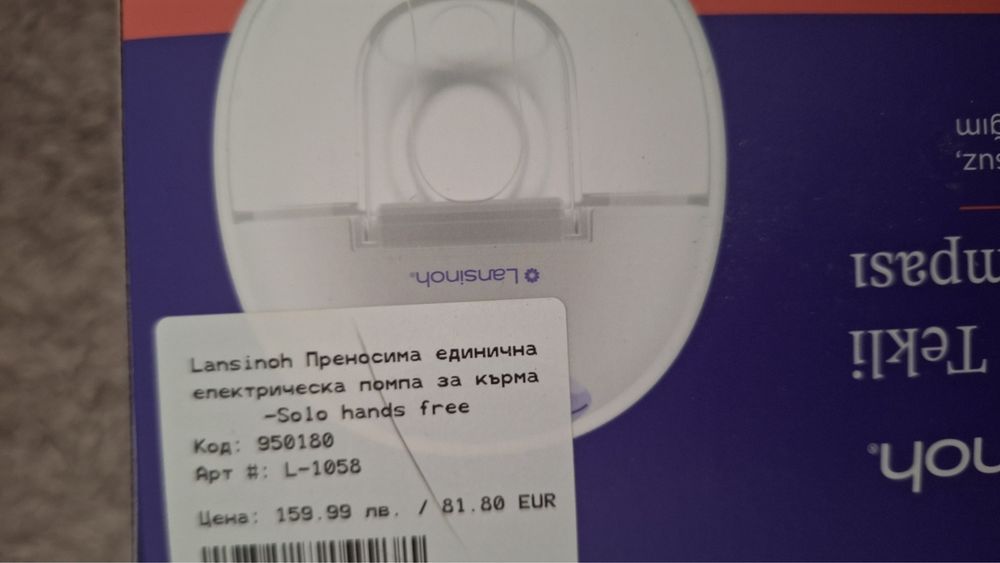 Lansinoh®
Lansinoh Преносима единична
електрическа помпа за кърма
-Solo hands free
Код: 950180
Арт #: L-1058
Цена: 159.99 лв. / 81.80 EUR
Tekli
mpası
noh®